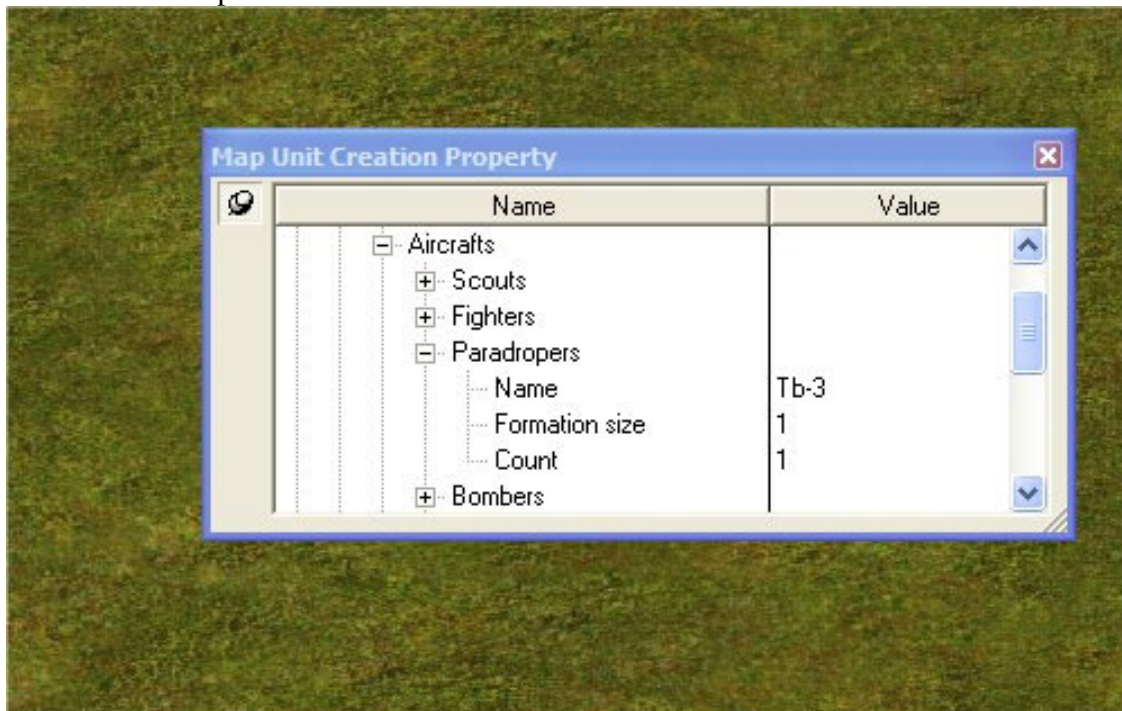 Map Unit Creation Property
Name Value
Aircrafts
Scouts
Fighters
Paradropers
Name Tb-3
Formation size 1
Count 1
Bombers